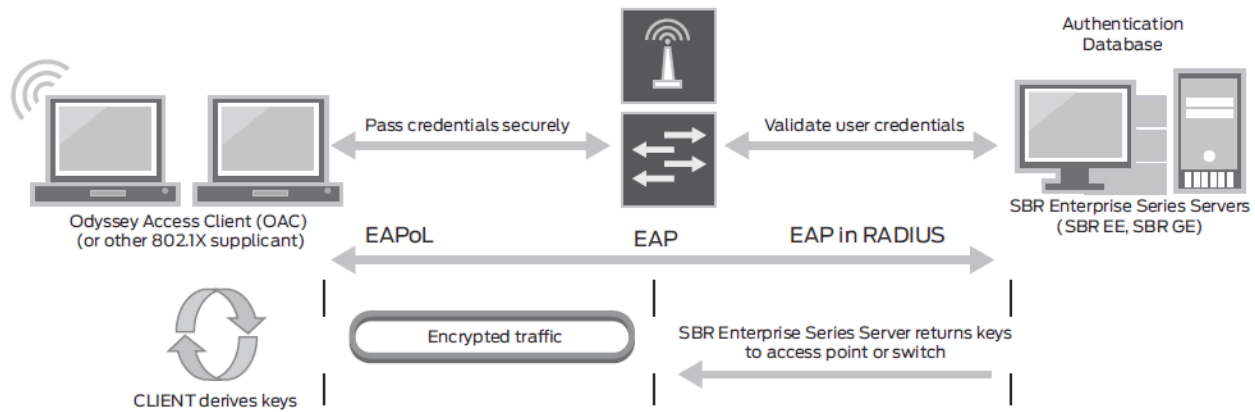 Authentication
Database
Pass credentials securely
Validate user credentials
Odyssey Access Client (OAC)
(or other 802.1X supplicant)
SBR Enterprise Series Servers
(SBR EE, SBR GE)
EAPoL
EAP
EAP in RADIUS
Encrypted traffic
SBR Enterprise Series Server returns keys
to access point or switch
CLIENT derives keys